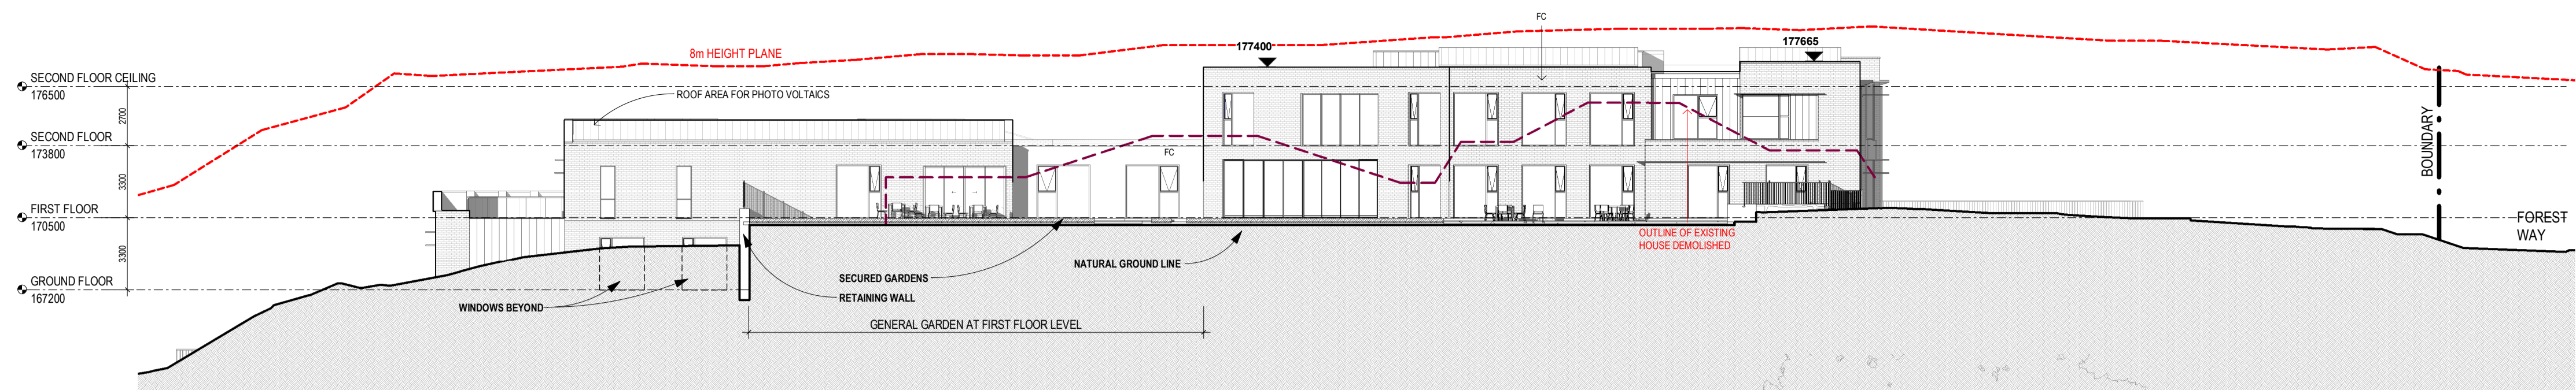 FC
8m HEIGHT PLANE
177400
177665
SECOND FLOOR CEILING
176500
ROOF AREA FOR PHOTO VOLTAICS
2700
SECOND FLOOR
173800
FC
BOUNDARY
3300
FIRST FLOOR
170500
FOREST
WAY
OUTLINE OF EXISTING
HOUSE DEMOLISHED
3300
NATURAL GROUND LINE
SECURED GARDENS
GROUND FLOOR
167200
RETAINING WALL
WINDOWS BEYOND
GENERAL GARDEN AT FIRST FLOOR LEVEL